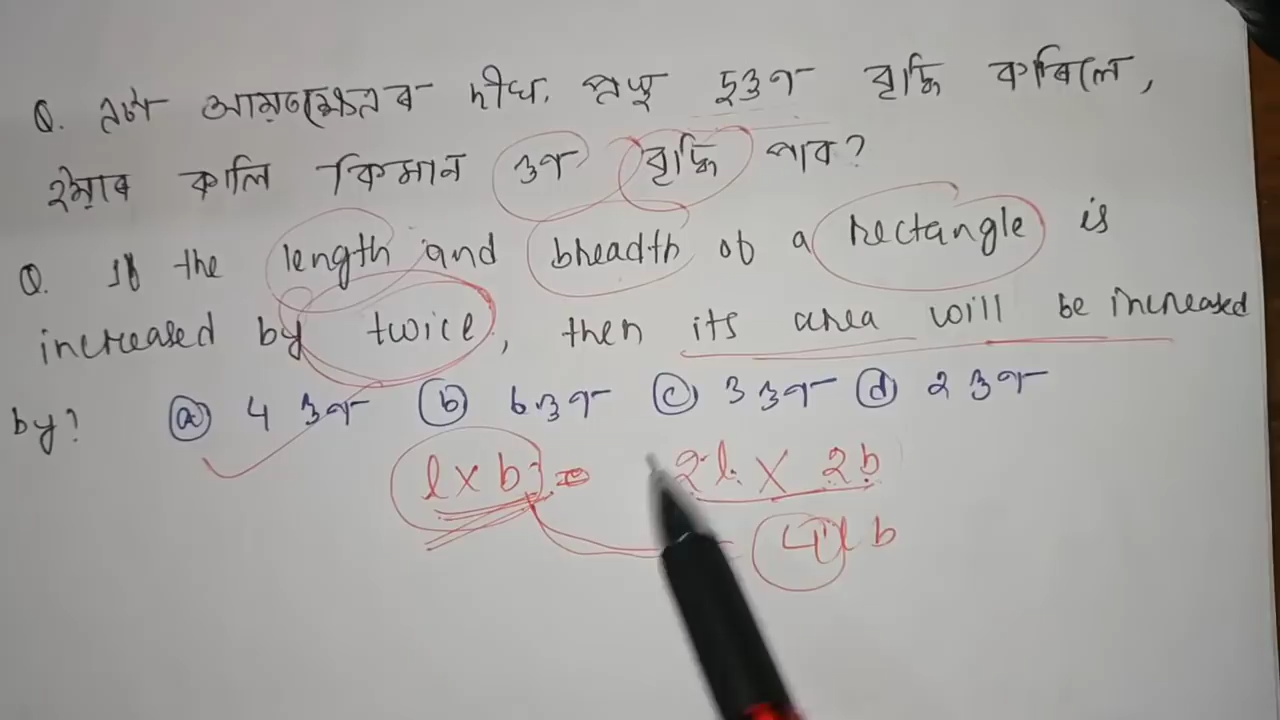 Q. এটা আয়তক্ষেত্ৰৰ দীঘ, প্ৰস্থ দুগুণ বৃদ্ধি কৰিলে,
ইয়াৰ কালি কিমান গুণ বৃদ্ধি পাব?
Q. If the length and breadth of a rectangle is
increased by twice, then its area will be increased
by? (a) 4 গুণ (b) 6 গুণ (c) 3 গুণ (d) 2 গুণ
l x b = 2l x 2b
4 l b